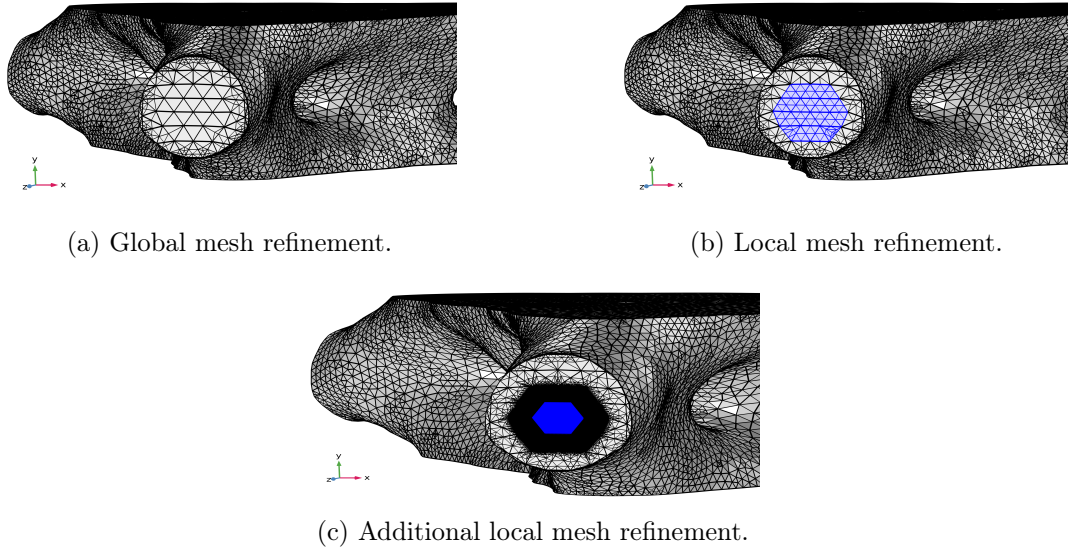 y
z
x
y
z
x
(a) Global mesh refinement.
(b) Local mesh refinement.
y
z
x
(c) Additional local mesh refinement.